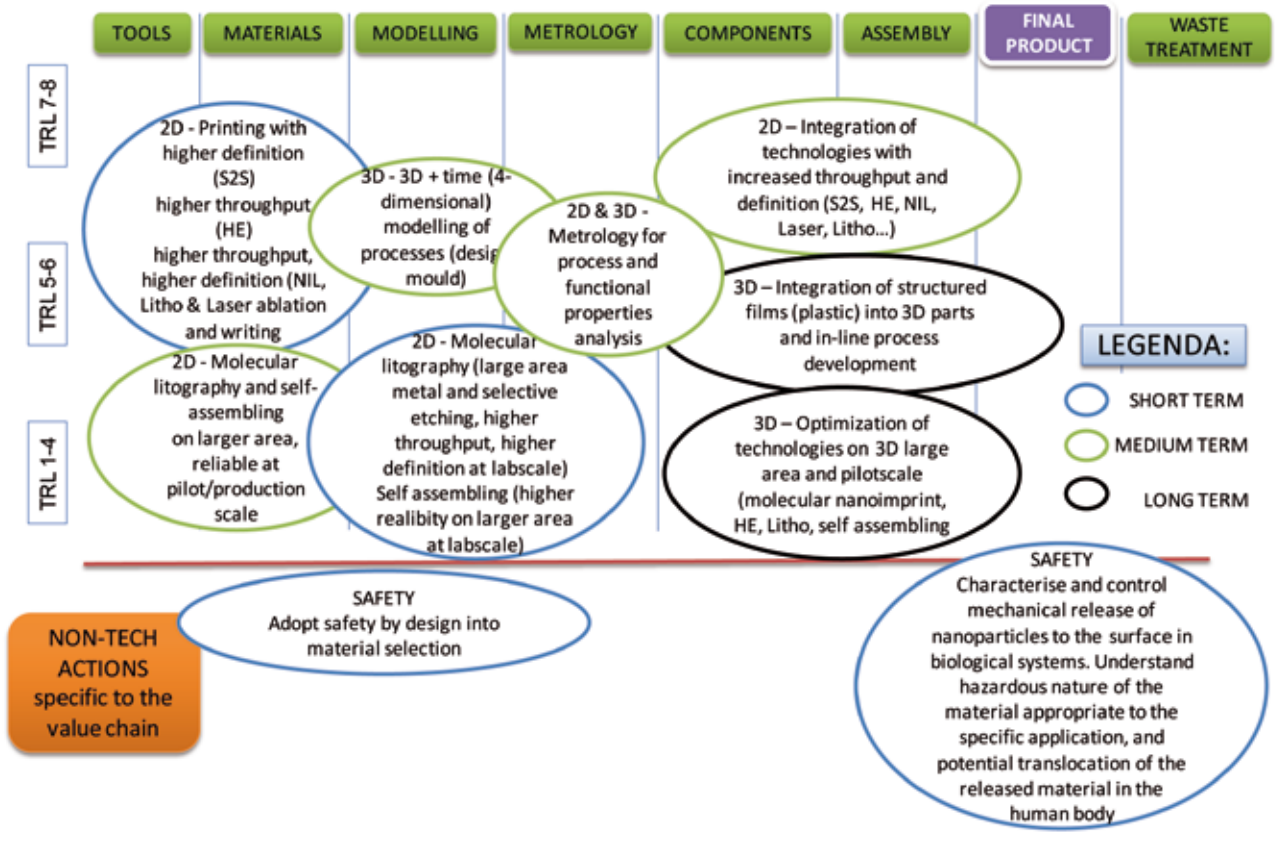 TOOLS
MATERIALS
MODELLING
METROLOGY
COMPONENTS
ASSEMBLY
FINAL
PRODUCT
WASTE
TREATMENT
TRL 7-8
TRL 5-6
TRL 1-4
2D - Printing with
higher definition
(S2S)
higher throughput
(HE)
higher throughput,
higher definition (NIL,
Litho & Laser ablation
and writing
3D - 3D + time (4-
dimensional)
modelling of
processes (desig
mould)
2D & 3D -
Metrology for
process and
functional
properties
analysis
2D – Integration of
technologies with
increased throughput and
definition (S2S, HE, NIL,
Laser, Litho...)
3D – Integration of structured
films (plastic) into 3D parts
and in-line process
development
2D - Molecular
litography and self-
assembling
on larger area,
reliable at
pilot/production
scale
2D - Molecular
litography (large area
metal and selective
etching, higher
throughput, higher
definition at labscale)
Self assembling (higher
realibity on larger area
at labscale)
3D – Optimization of
technologies on 3D large
area and pilotscale
(molecular nanoimprint,
HE, Litho, self assembling
LEGENDA:
SHORT TERM
MEDIUM TERM
LONG TERM
NON-TECH
ACTIONS
specific to the
value chain
SAFETY
Adopt safety by design into
material selection
SAFETY
Characterise and control
mechanical release of
nanoparticles to the surface in
biological systems. Understand
hazardous nature of the
material appropriate to the
specific application, and
potential translocation of the
released material in the
human body